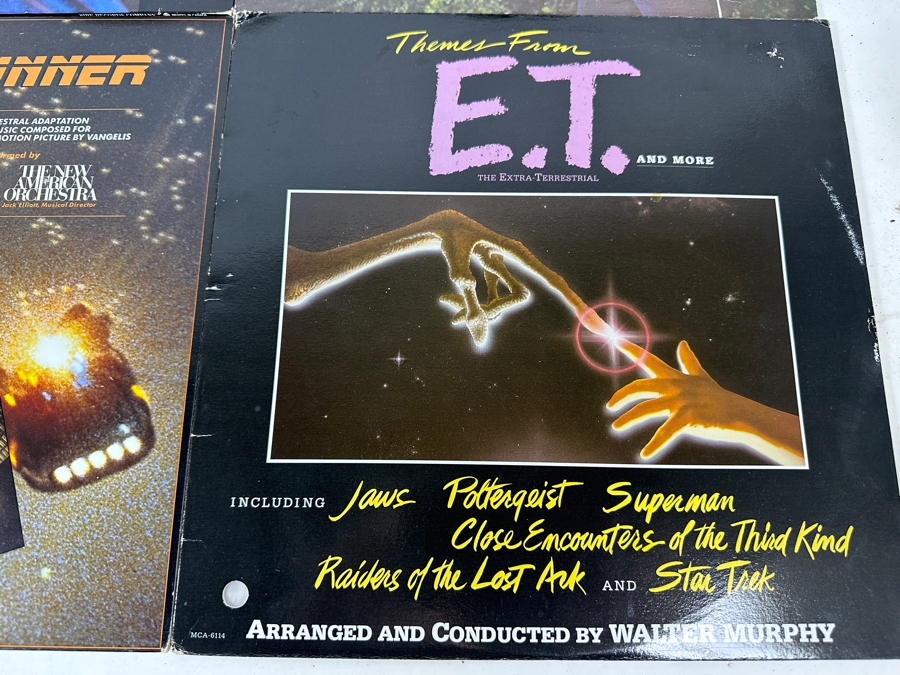 NNER
ESTRAL ADAPTATION
USIC COMPOSED FOR
MOTION PICTURE BY VANGELIS
rmed by
THE NEW
AMERICAN
ORCHESTRA
Jack Elliott, Musical Director
Themes From
E.T.
AND MORE
THE EXTRA-TERRESTRIAL
INCLUDING Jaws Poltergeist Superman
Close Encounters of the Third Kind
Raiders of the Lost Ark AND Star Trek
MCA-6114
ARRANGED AND CONDUCTED BY WALTER MURPHY